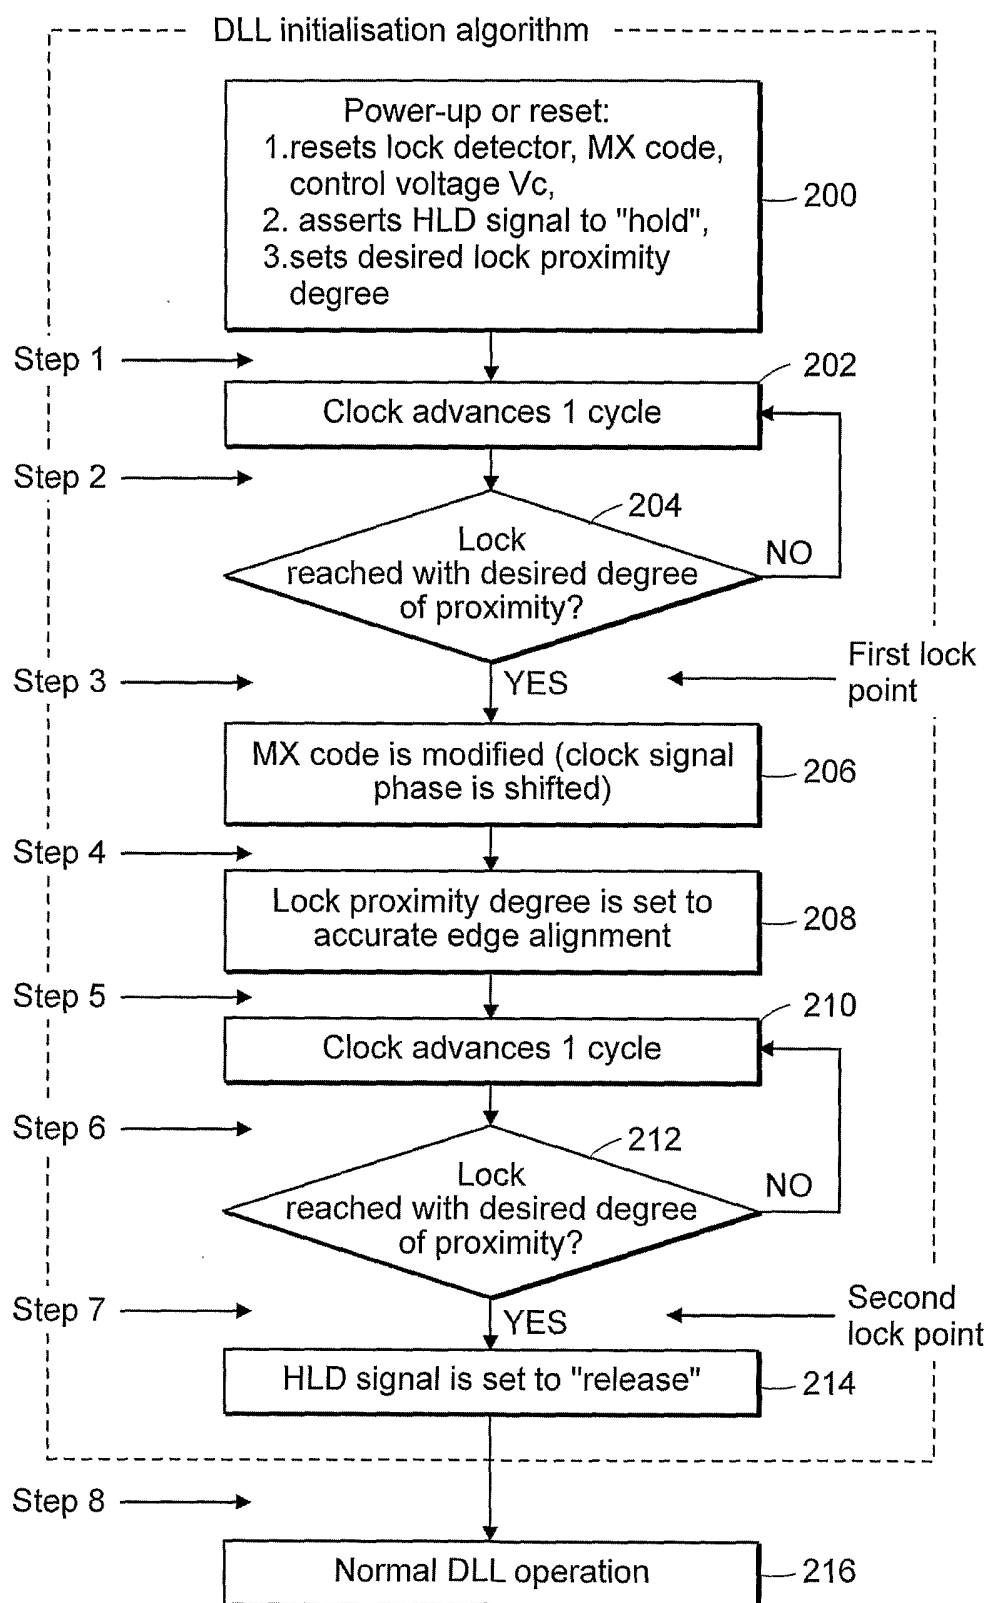 DLL initialisation algorithm
Power-up or reset:
1.resets lock detector, MX code,
control voltage Vc,
2. asserts HLD signal to "hold",
3.sets desired lock proximity
degree
200
Step 1
202
Clock advances 1 cycle
Step 2
204
Lock
reached with desired degree
of proximity?
NO
Step 3
YES
First lock
point
MX code is modified (clock signal
phase is shifted)
206
Step 4
Lock proximity degree is set to
accurate edge alignment
208
Step 5
210
Clock advances 1 cycle
Step 6
212
Lock
reached with desired degree
of proximity?
NO
Step 7
YES
Second
lock point
HLD signal is set to "release"
214
Step 8
Normal DLL operation
216